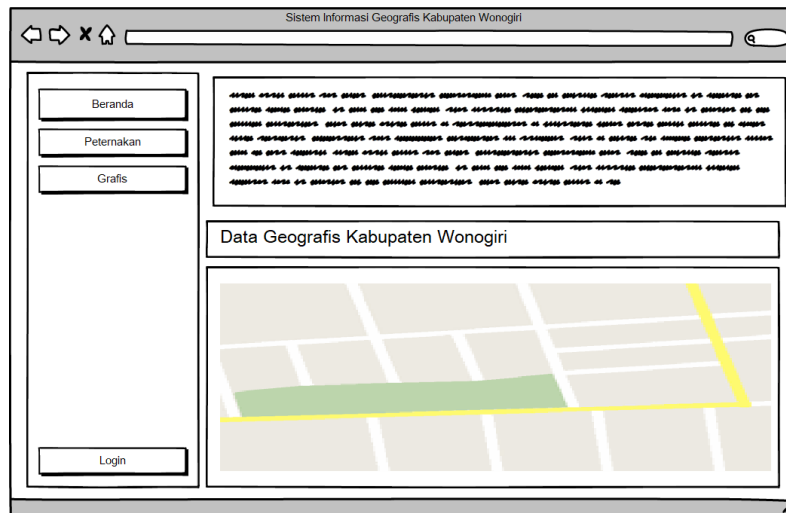 Sistem Informasi Geografis Kabupaten Wonogiri
Beranda
Peternakan
Grafis
Data Geografis Kabupaten Wonogiri
Login